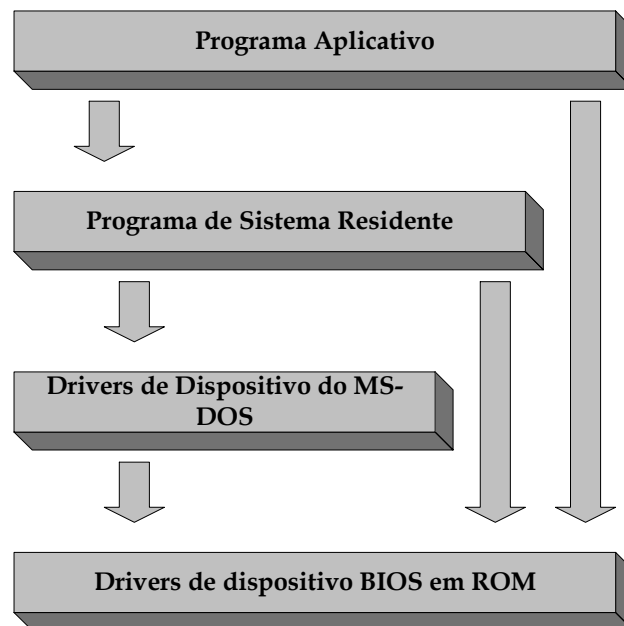 Programa Aplicativo
Programa de Sistema Residente
Drivers de Dispositivo do MS-
DOS
Drivers de dispositivo BIOS em ROM